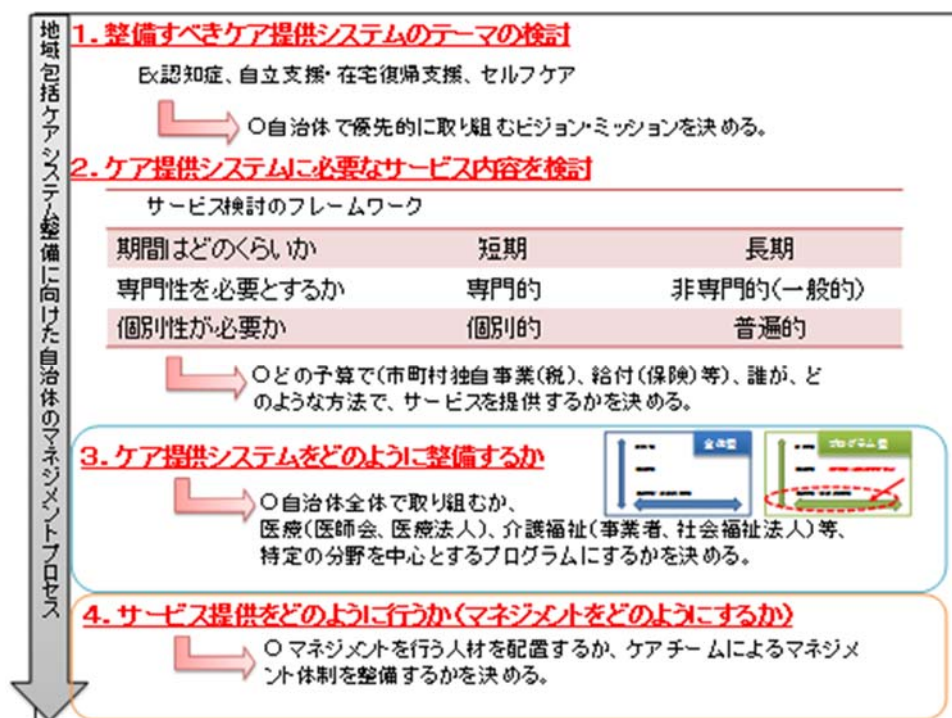 地域包括ケアシステム整備に向けた自治体のマネジメントプロセス
1. 整備すべきケア提供システムのテーマの検討
Ex認知症、自立支援・在宅復帰支援、セルフケア
○自治体で優先的に取り組むビジョン・ミッションを決める。
2. ケア提供システムに必要なサービス内容を検討
サービス検討のフレームワーク
期間はどのくらいか 短期 長期
専門性を必要とするか 専門的 非専門的(一般的)
個別性が必要か 個別的 普遍的
○どの予算で(市町村独自事業(税)、給付(保険)等)、誰が、ど
のような方法で、サービスを提供するかを決める。
3. ケア提供システムをどのように整備するか
全体型
プログラム型
○自治体全体で取り組むか、
医療(医師会、医療法人)、介護福祉(事業者、社会福祉法人)等、
特定の分野を中心とするプログラムにするかを決める。
4. サービス提供をどのように行うか(マネジメントをどのようにするか)
○マネジメントを行う人材を配置するか、ケアチームによるマネジメ
ント体制を整備するかを決める。